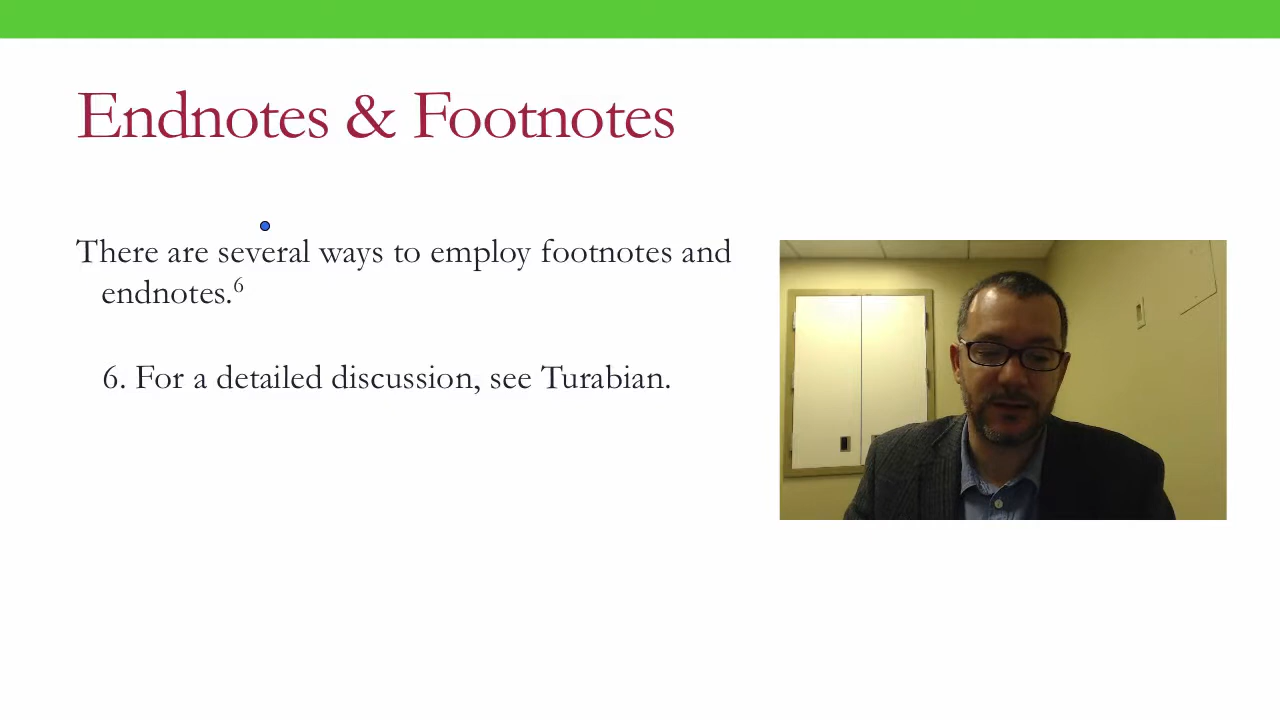 Endnotes & Footnotes
There are several ways to employ footnotes and
endnotes.⁶
6. For a detailed discussion, see Turabian.